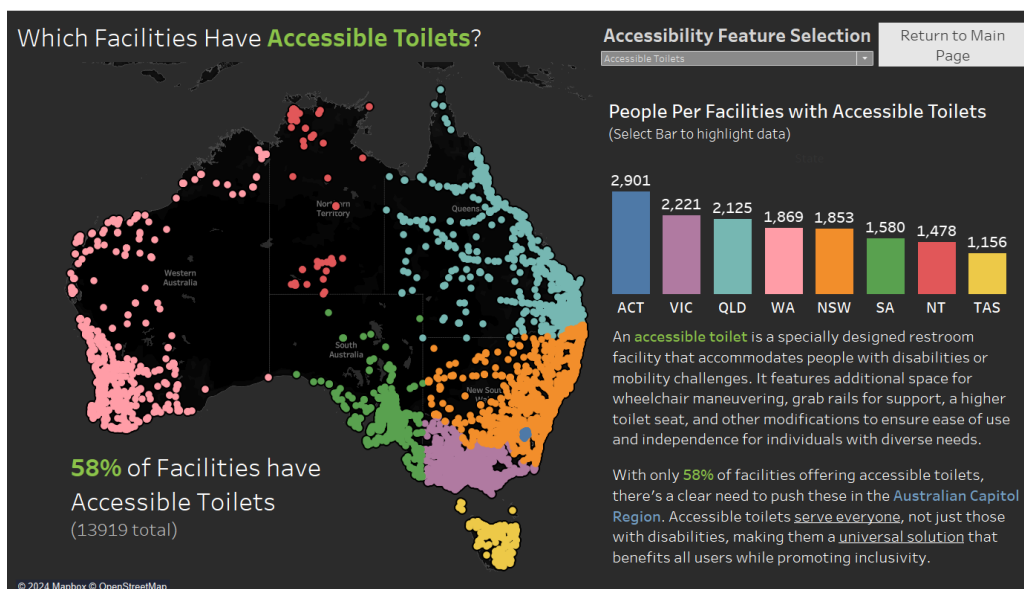 Which Facilities Have Accessible Toilets?
Accessibility Feature Selection
Accessible Toilets
Return to Main
Page
People Per Facilities with Accessible Toilets
(Select Bar to highlight data)
2,901
2,221
2,125
1,869
1,853
1,580
1,478
1,156
ACT
VIC
QLD
WA
NSW
SA
NT
TAS
Northern
Territory
Queens
Western
Australia
South
Australia
New Sou
58% of Facilities have
Accessible Toilets
(13919 total)
An accessible toilet is a specially designed restroom
facility that accommodates people with disabilities or
mobility challenges. It features additional space for
wheelchair maneuvering, grab rails for support, a higher
toilet seat, and other modifications to ensure ease of use
and independence for individuals with diverse needs.
With only 58% of facilities offering accessible toilets,
there's a clear need to push these in the Australian Capitol
Region. Accessible toilets serve everyone, not just those
with disabilities, making them a universal solution that
benefits all users while promoting inclusivity.
© 2024 Mapbox © OpenStreetMap